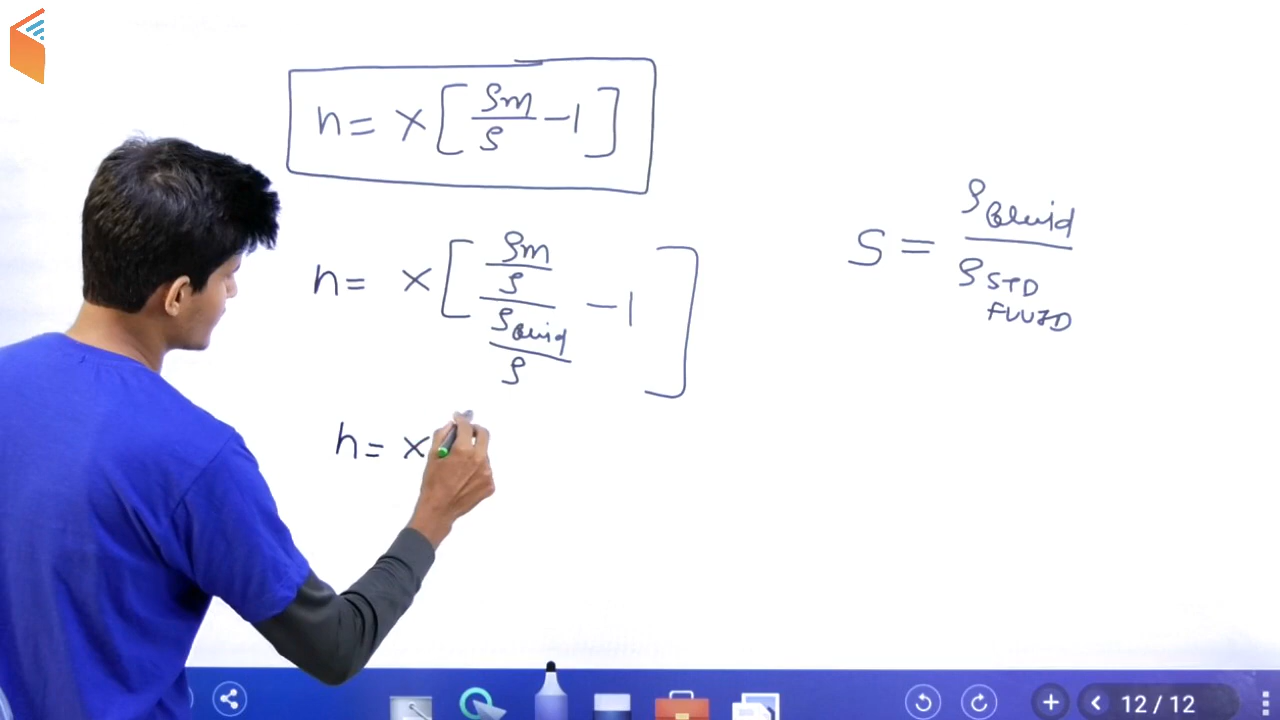 h = x [ ρm / ρ - 1 ]
h = x [ (ρm / ρ) / (ρfluid / ρ) - 1 ]
h = x
S = ρfluid / ρSTD FLUID
12 / 12